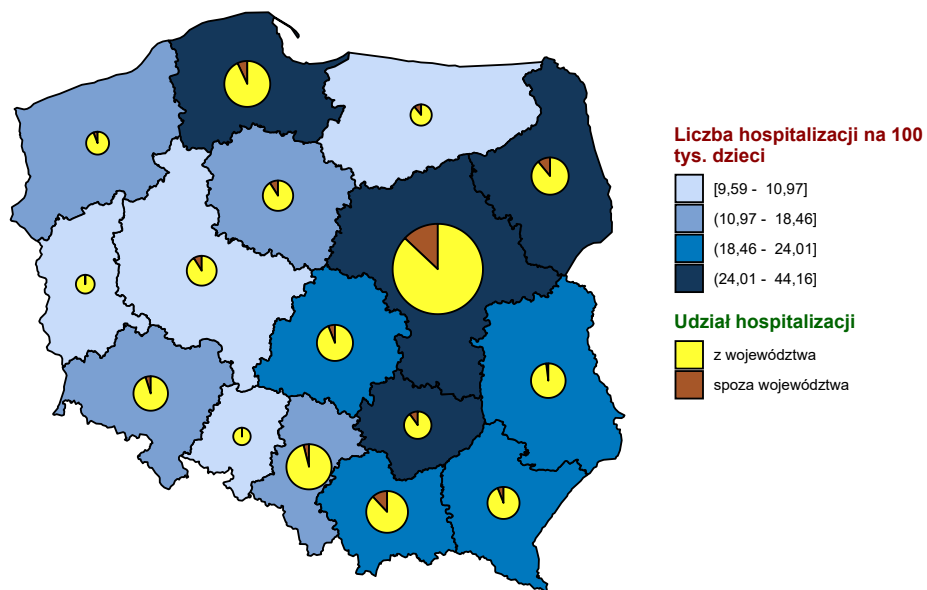 Liczba hospitalizacji na 100
tys. dzieci
[9,59 - 10,97]
(10,97 - 18,46]
(18,46 - 24,01]
(24,01 - 44,16]
Udział hospitalizacji
z województwa
spoza województwa